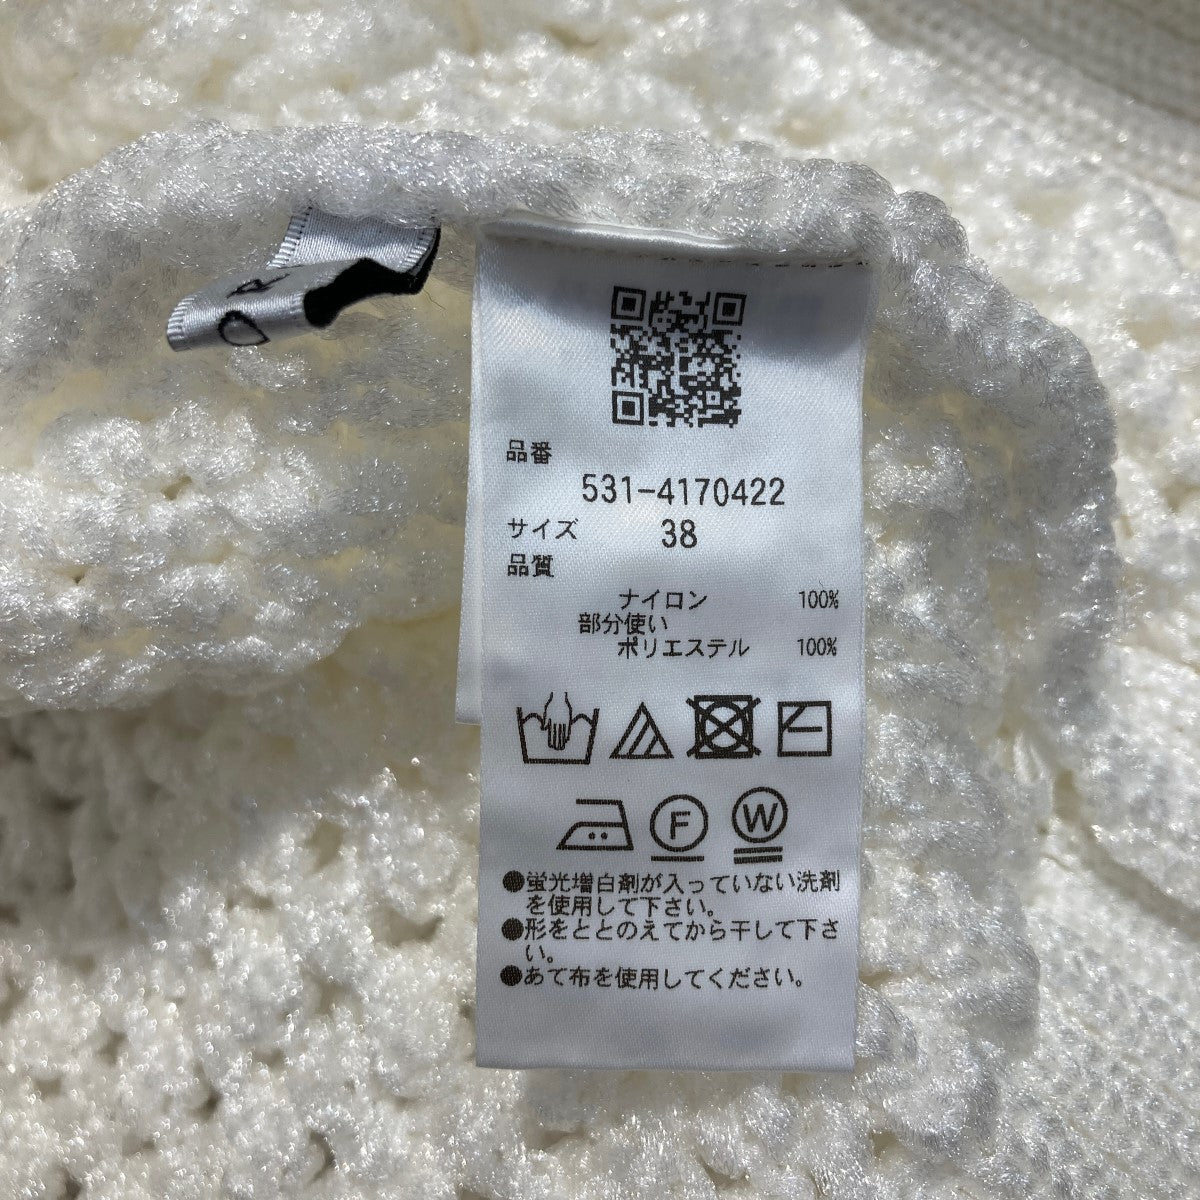 品番
531-4170422
サイズ 38
品質
ナイロン 100%
部分使い
ポリエステル 100%
F W
●蛍光増白剤が入っていない洗剤
を使用して下さい。
●形をととのえてから干して下さ
い。
●あて布を使用してください。